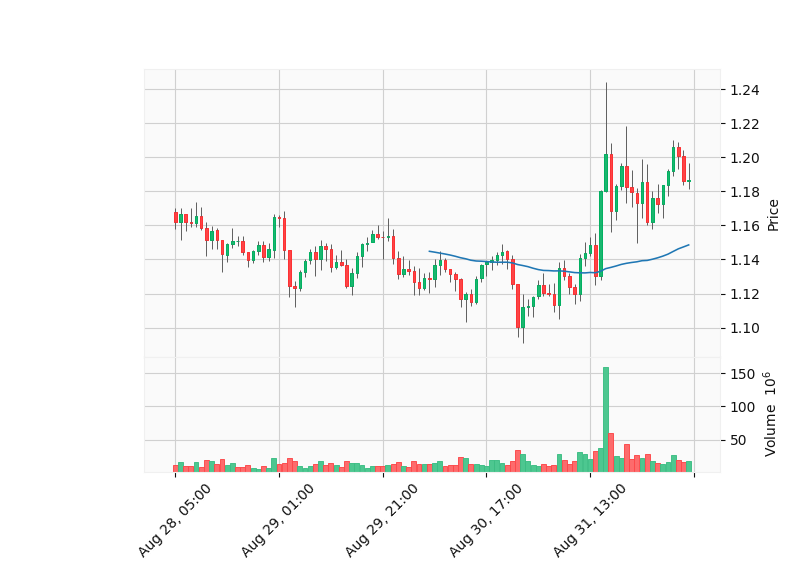 1.24
1.22
1.20
1.18
1.16
1.14
1.12
1.10
Price
150
100
50
Volume 10^6
Aug 28, 05:00
Aug 29, 01:00
Aug 29, 21:00
Aug 30, 17:00
Aug 31, 13:00